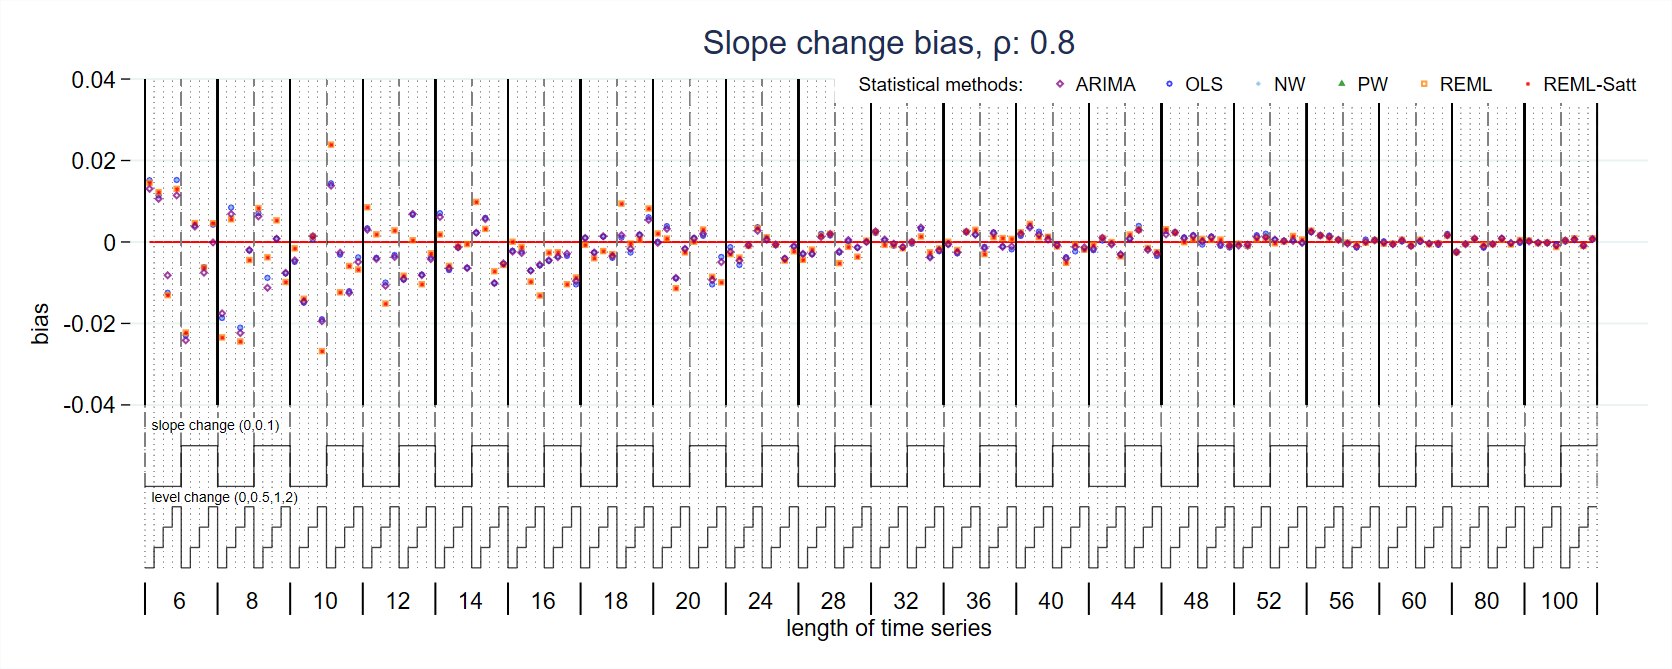 Slope change bias, ρ: 0.8
Statistical methods: ARIMA OLS NW PW REML REML-Satt
0.04
0.02
0
-0.02
-0.04
bias
slope change (0,0.1)
level change (0,0.5,1,2)
6 8 10 12 14 16 18 20 24 28 32 36 40 44 48 52 56 60 80 100
length of time series